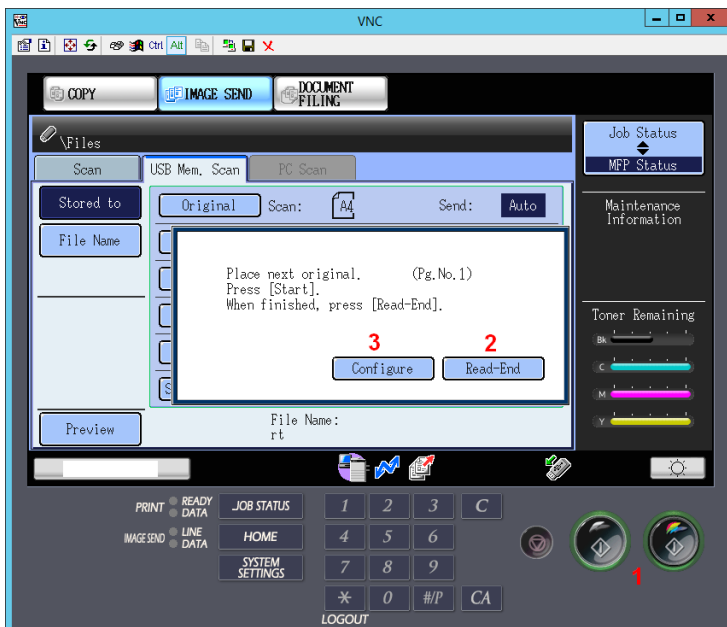 VNC
Ctrl Alt
COPY
IMAGE SEND
DOCUMENT
FILING
\Files
Scan
USB Mem. Scan
PC Scan
Job Status
MFP Status
Stored to
File Name
Original
Scan:
A4
Send:
Auto
Maintenance
Information
Place next original. (Pg.No.1)
Press [Start].
When finished, press [Read-End].
3
2
Configure
Read-End
S
Toner Remaining
Bk
C
M
Y
Preview
File Name:
rt
PRINT
READY
DATA
JOB STATUS
1 2 3 C
IMAGE SEND
LINE
DATA
HOME
4 5 6
SYSTEM
SETTINGS
7 8 9
1
* 0 #/P CA
LOGOUT